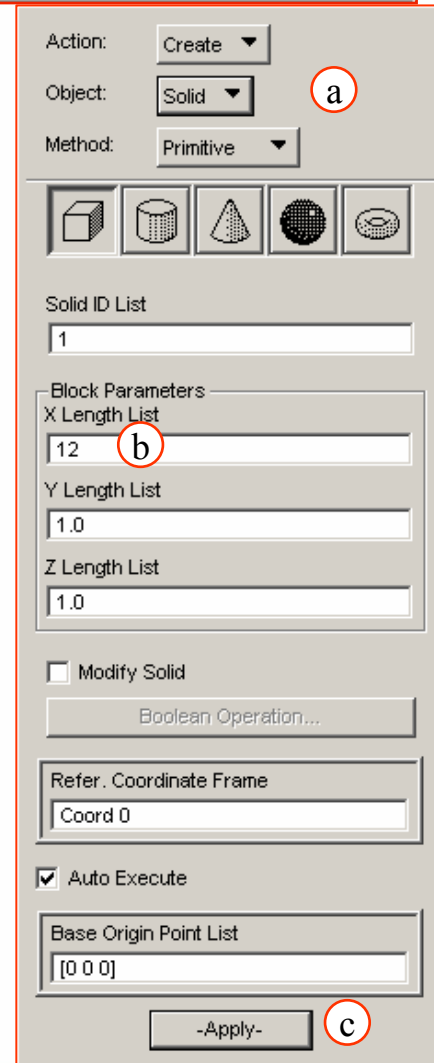 Action: Create
Object: Solid a
Method: Primitive
Solid ID List
1
Block Parameters
X Length List
12 b
Y Length List
1.0
Z Length List
1.0
Modify Solid
Boolean Operation...
Refer. Coordinate Frame
Coord 0
Auto Execute
Base Origin Point List
[0 0 0]
-Apply- c